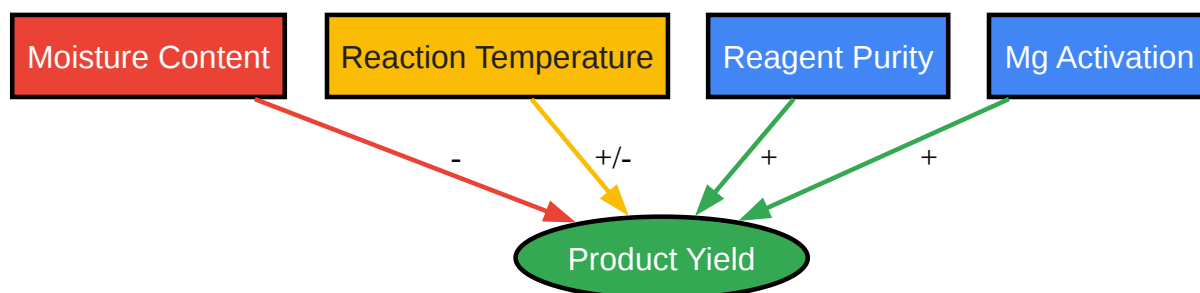 Moisture Content
Reaction Temperature
Reagent Purity
Mg Activation
-
+/-
+
+
Product Yield